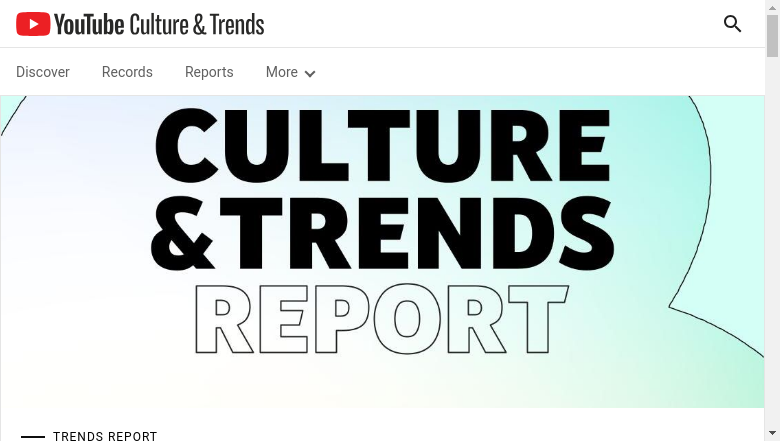 YouTube Culture & Trends
Discover Records Reports More
CULTURE
&TRENDS
REPORT
TRENDS REPORT